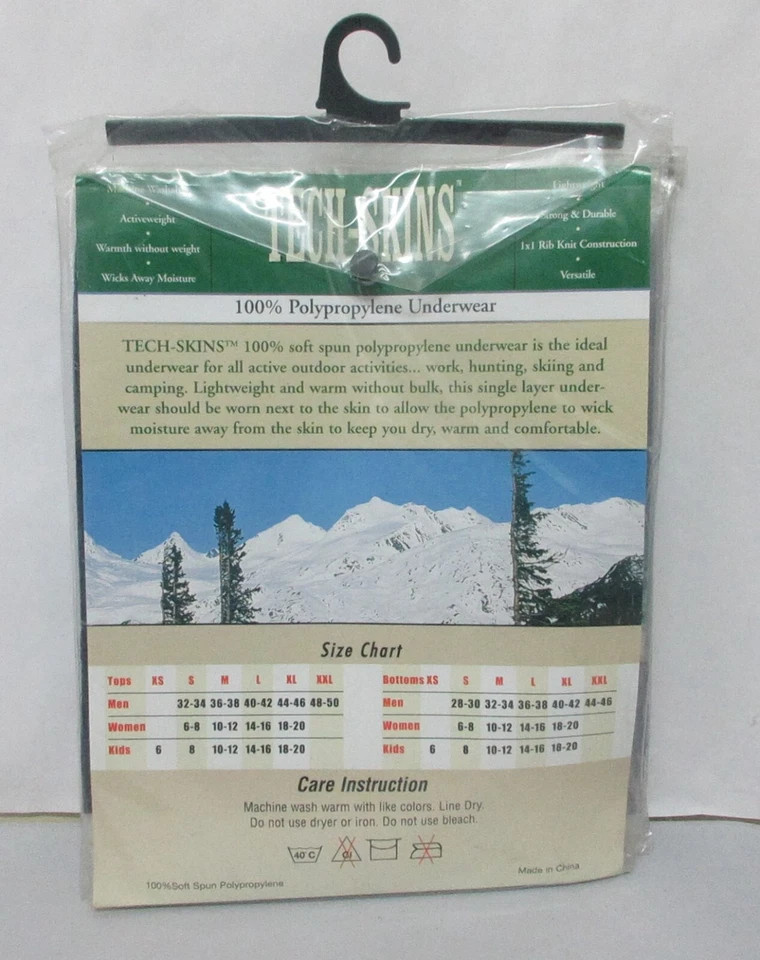 Machine Washable
Activeweight
Warmth without weight
Wicks Away Moisture
TECH-SKINS™
Lightweight
Strong & Durable
1x1 Rib Knit Construction
Versatile
100% Polypropylene Underwear
TECH-SKINS™ 100% soft spun polypropylene underwear is the ideal
underwear for all active outdoor activities... work, hunting, skiing and
camping. Lightweight and warm without bulk, this single layer under-
wear should be worn next to the skin to allow the polypropylene to wick
moisture away from the skin to keep you dry, warm and comfortable.
Size Chart
Tops XS S M L XL XXL
Men 32-34 36-38 40-42 44-46 48-50
Women 6-8 10-12 14-16 18-20
Kids 6 8 10-12 14-16 18-20
Bottoms XS S M L XL XXL
Men 28-30 32-34 36-38 40-42 44-46
Women 6-8 10-12 14-16 18-20
Kids 6 8 10-12 14-16 18-20
Care Instruction
Machine wash warm with like colors. Line Dry.
Do not use dryer or iron. Do not use bleach.
40°C
100%Soft Spun Polypropylene
Made in China